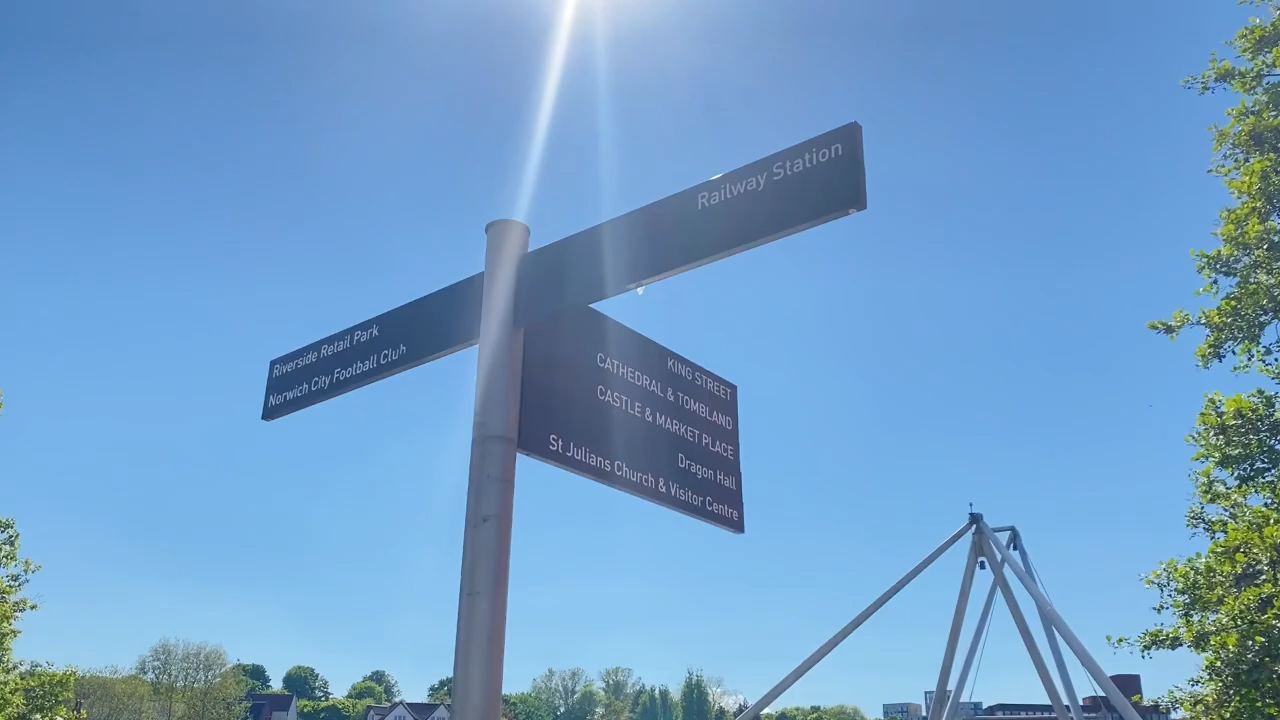 Railway Station
Riverside Retail Park
Norwich City Football Club
KING STREET
CATHEDRAL & TOMBLAND
CASTLE & MARKET PLACE
Dragon Hall
St Julians Church & Visitor Centre